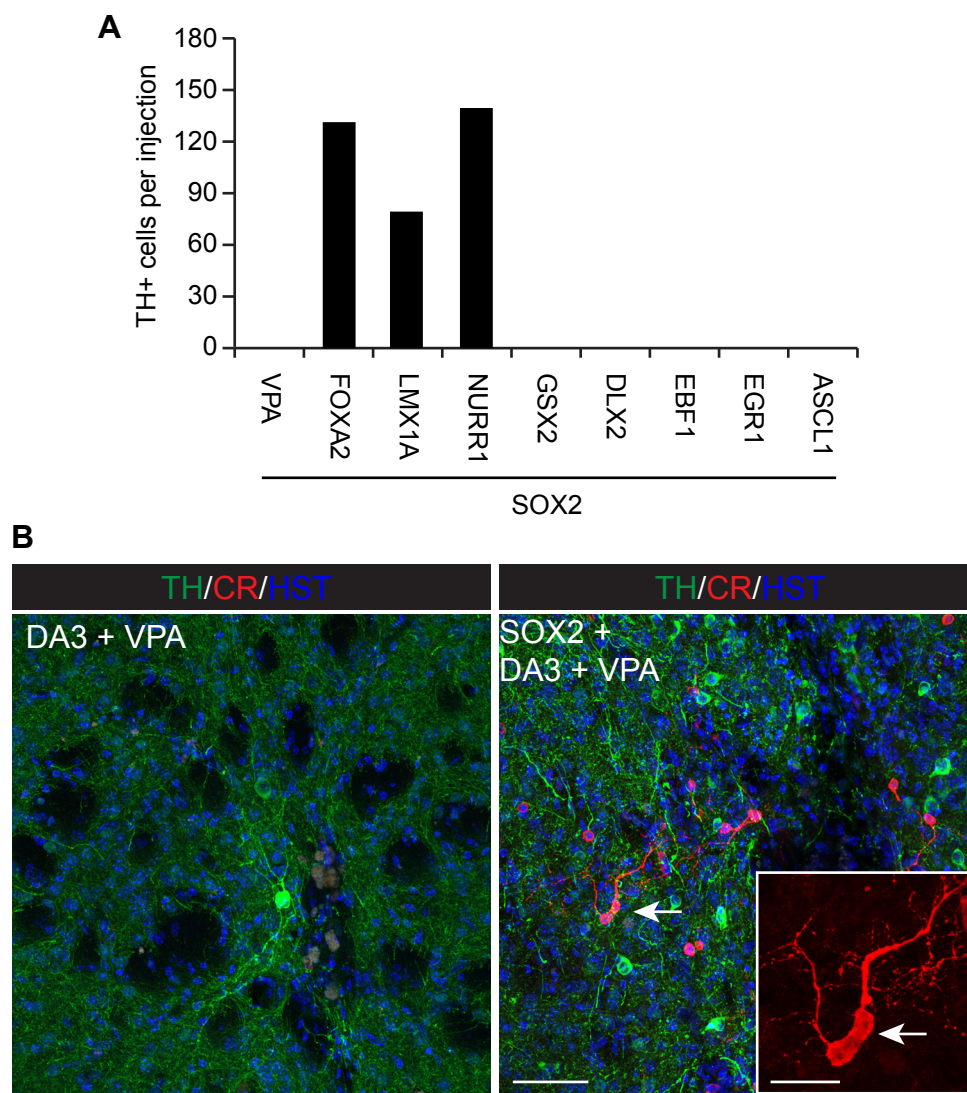 A
TH+ cells per injection
180
150
120
90
60
30
0
VPA
FOXA2
LMX1A
NURR1
GSX2
DLX2
EBF1
EGR1
ASCL1
SOX2
B
TH/CR/HST
DA3 + VPA
TH/CR/HST
SOX2 +
DA3 + VPA